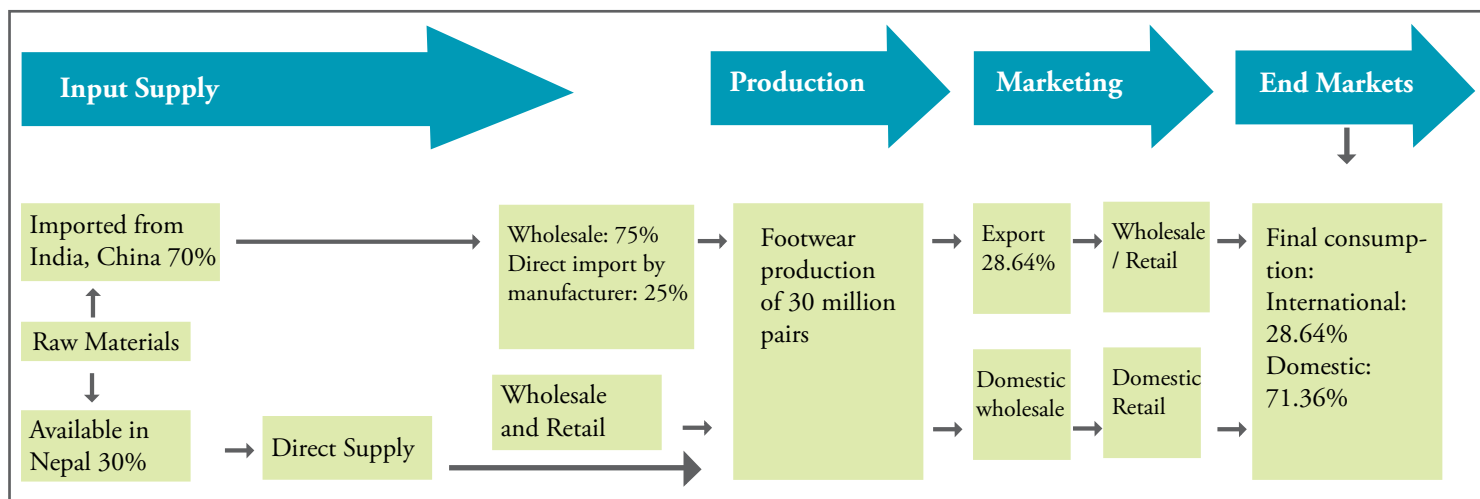 Input Supply
Production
Marketing
End Markets
Imported from
India, China 70%
Raw Materials
Available in
Nepal 30%
Direct Supply
Wholesale: 75%
Direct import by
manufacturer: 25%
Wholesale
and Retail
Footwear
production
of 30 million
pairs
Export
28.64%
Wholesale
/ Retail
Domestic
wholesale
Domestic
Retail
Final consump-
tion:
International:
28.64%
Domestic:
71.36%